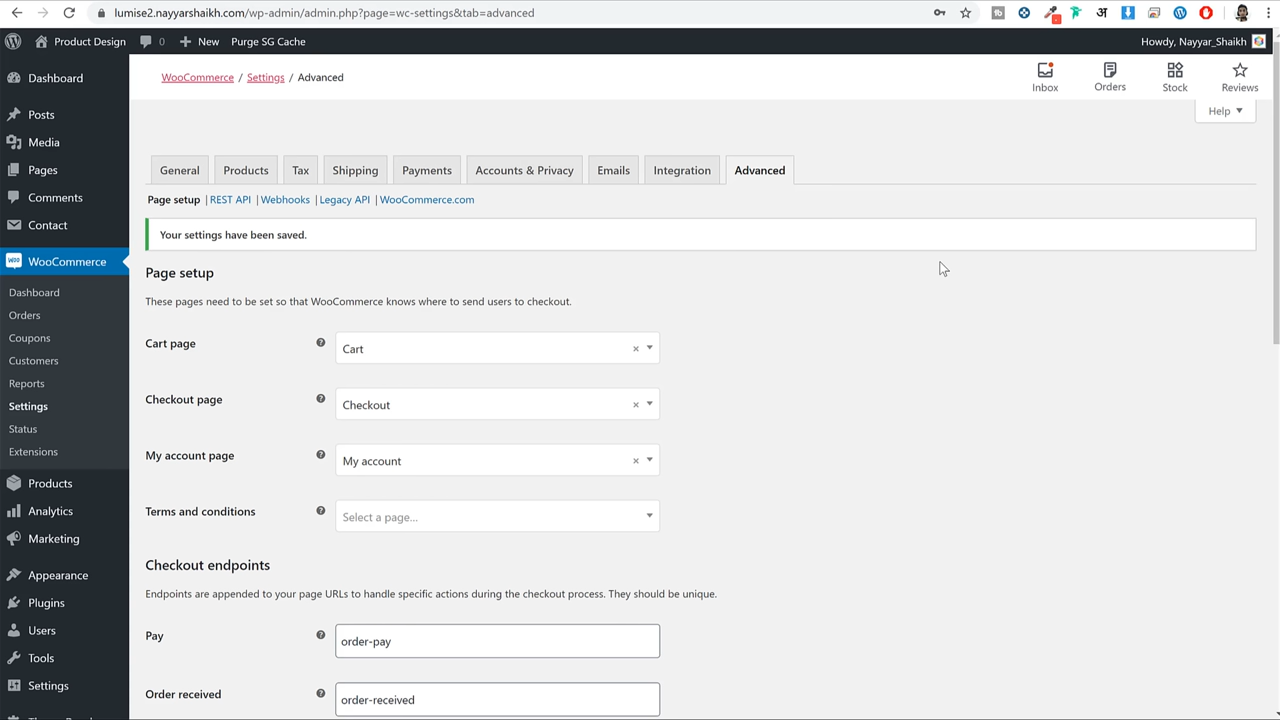 lumise2.nayyarshaikh.com/wp-admin/admin.php?page=wc-settings&tab=advanced
Product Design
0
New
Purge SG Cache
Howdy, Nayyar_Shaikh
Dashboard
Posts
Media
Pages
Comments
Contact
WooCommerce
Dashboard
Orders
Coupons
Customers
Reports
Settings
Status
Extensions
Products
Analytics
Marketing
Appearance
Plugins
Users
Tools
Settings
WooCommerce / Settings / Advanced
Inbox
Orders
Stock
Reviews
Help
General
Products
Tax
Shipping
Payments
Accounts & Privacy
Emails
Integration
Advanced
Page setup | REST API | Webhooks | Legacy API | WooCommerce.com
Your settings have been saved.
Page setup
These pages need to be set so that WooCommerce knows where to send users to checkout.
Cart page
Cart
Checkout page
Checkout
My account page
My account
Terms and conditions
Select a page...
Checkout endpoints
Endpoints are appended to your page URLs to handle specific actions during the checkout process. They should be unique.
Pay
order-pay
Order received
order-received